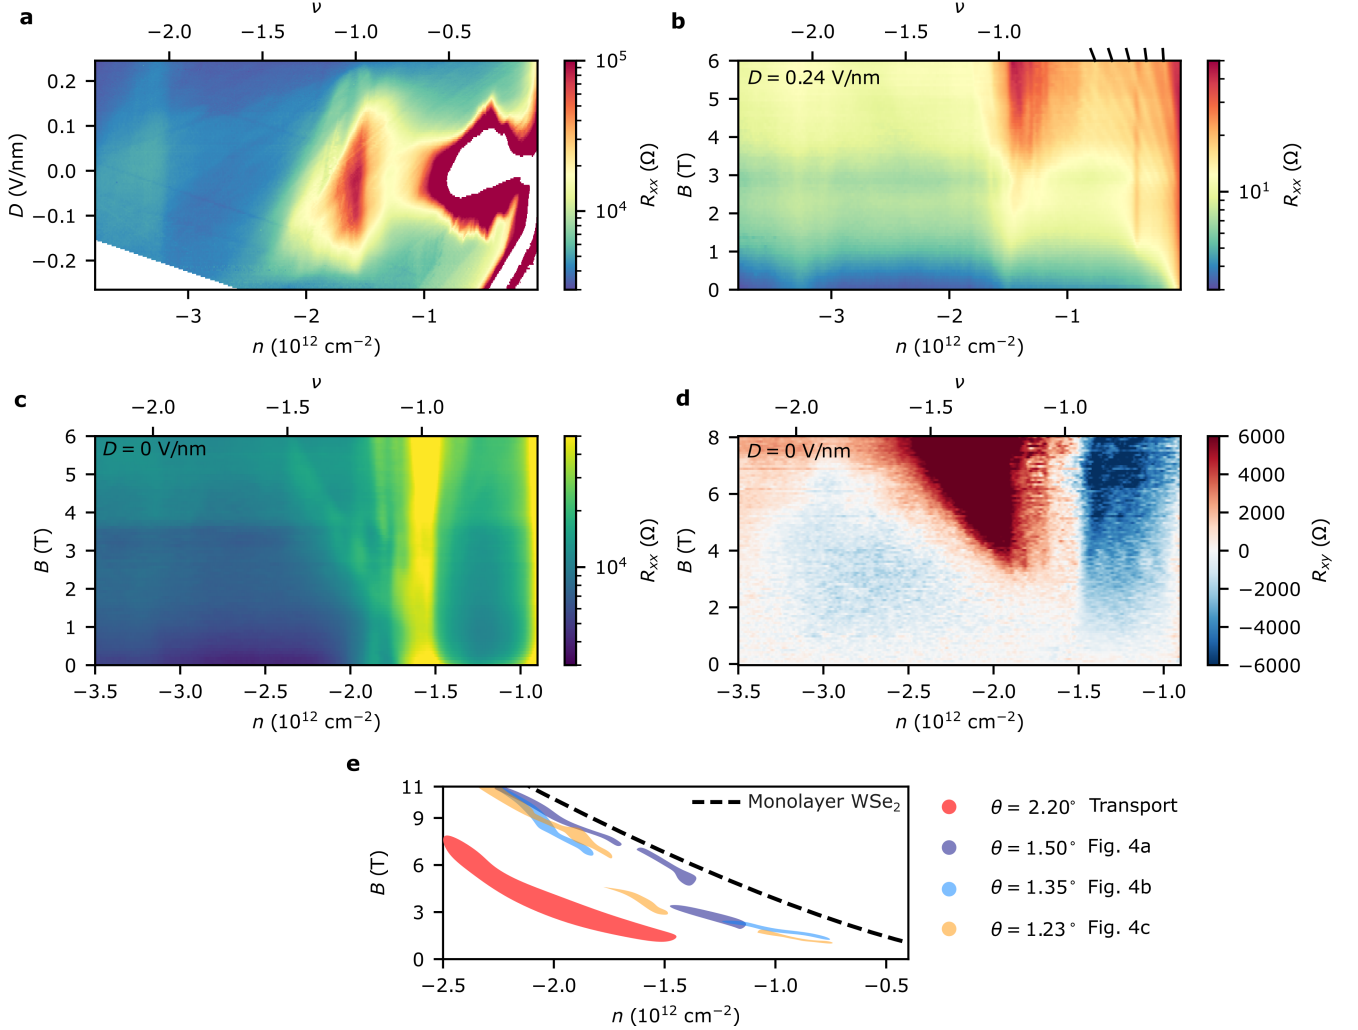 a
ν
−2.0 −1.5 −1.0 −0.5
0.2
0.1
0.0
−0.1
−0.2
D (V/nm)
−3 −2 −1
n (10¹² cm⁻²)
10⁵
10⁴
Rxx (Ω)
b
ν
−2.0 −1.5 −1.0
D = 0.24 V/nm
6
5
4
3
2
1
0
B (T)
−3 −2 −1
n (10¹² cm⁻²)
10¹
Rxx (Ω)
c
ν
−2.0 −1.5 −1.0
D = 0 V/nm
6
5
4
3
2
1
0
B (T)
−3.5 −3.0 −2.5 −2.0 −1.5 −1.0
n (10¹² cm⁻²)
10⁴
Rxx (Ω)
d
ν
−2.0 −1.5 −1.0
D = 0 V/nm
8
6
4
2
0
B (T)
−3.5 −3.0 −2.5 −2.0 −1.5 −1.0
n (10¹² cm⁻²)
6000
4000
2000
0
−2000
−4000
−6000
Rxy (Ω)
e
11
9
6
3
0
B (T)
Monolayer WSe₂
−2.5 −2.0 −1.5 −1.0 −0.5
n (10¹² cm⁻²)
θ = 2.20° Transport
θ = 1.50° Fig. 4a
θ = 1.35° Fig. 4b
θ = 1.23° Fig. 4c